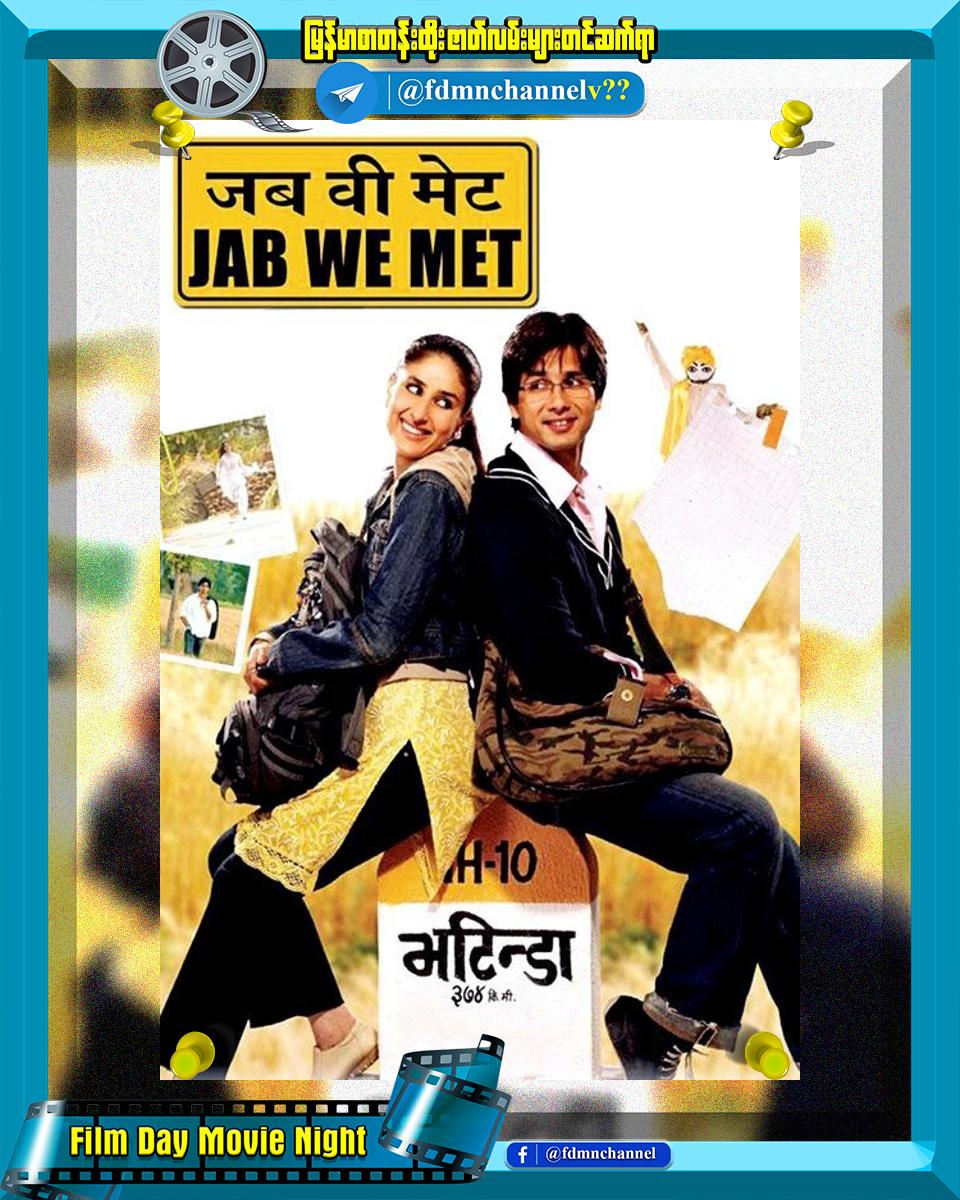 မြန်မာစာတန်းထိုးဇာတ်လမ်းများတင်ဆက်ရာ
@fdmnchannelv??
जब वी मेट
JAB WE MET
H-10
भटिन्डा
३७४ कि.मी.
Film Day Movie Night
f @fdmnchannel